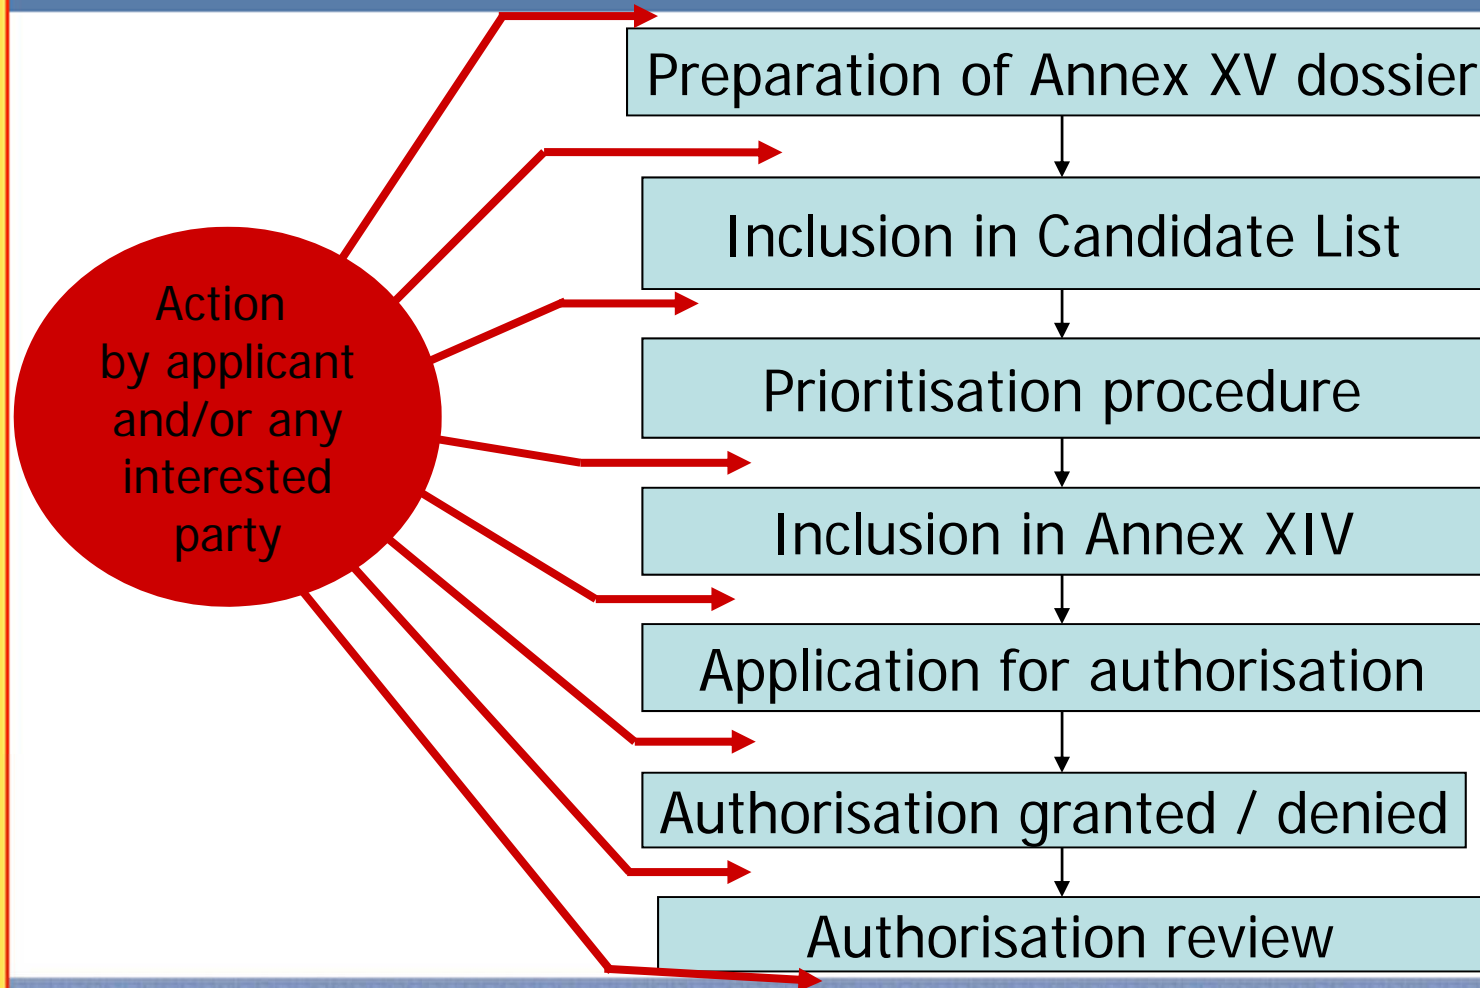 Preparation of Annex XV dossier
Inclusion in Candidate List
Action
by applicant
and/or any
interested
party
Prioritisation procedure
Inclusion in Annex XIV
Application for authorisation
Authorisation granted / denied
Authorisation review